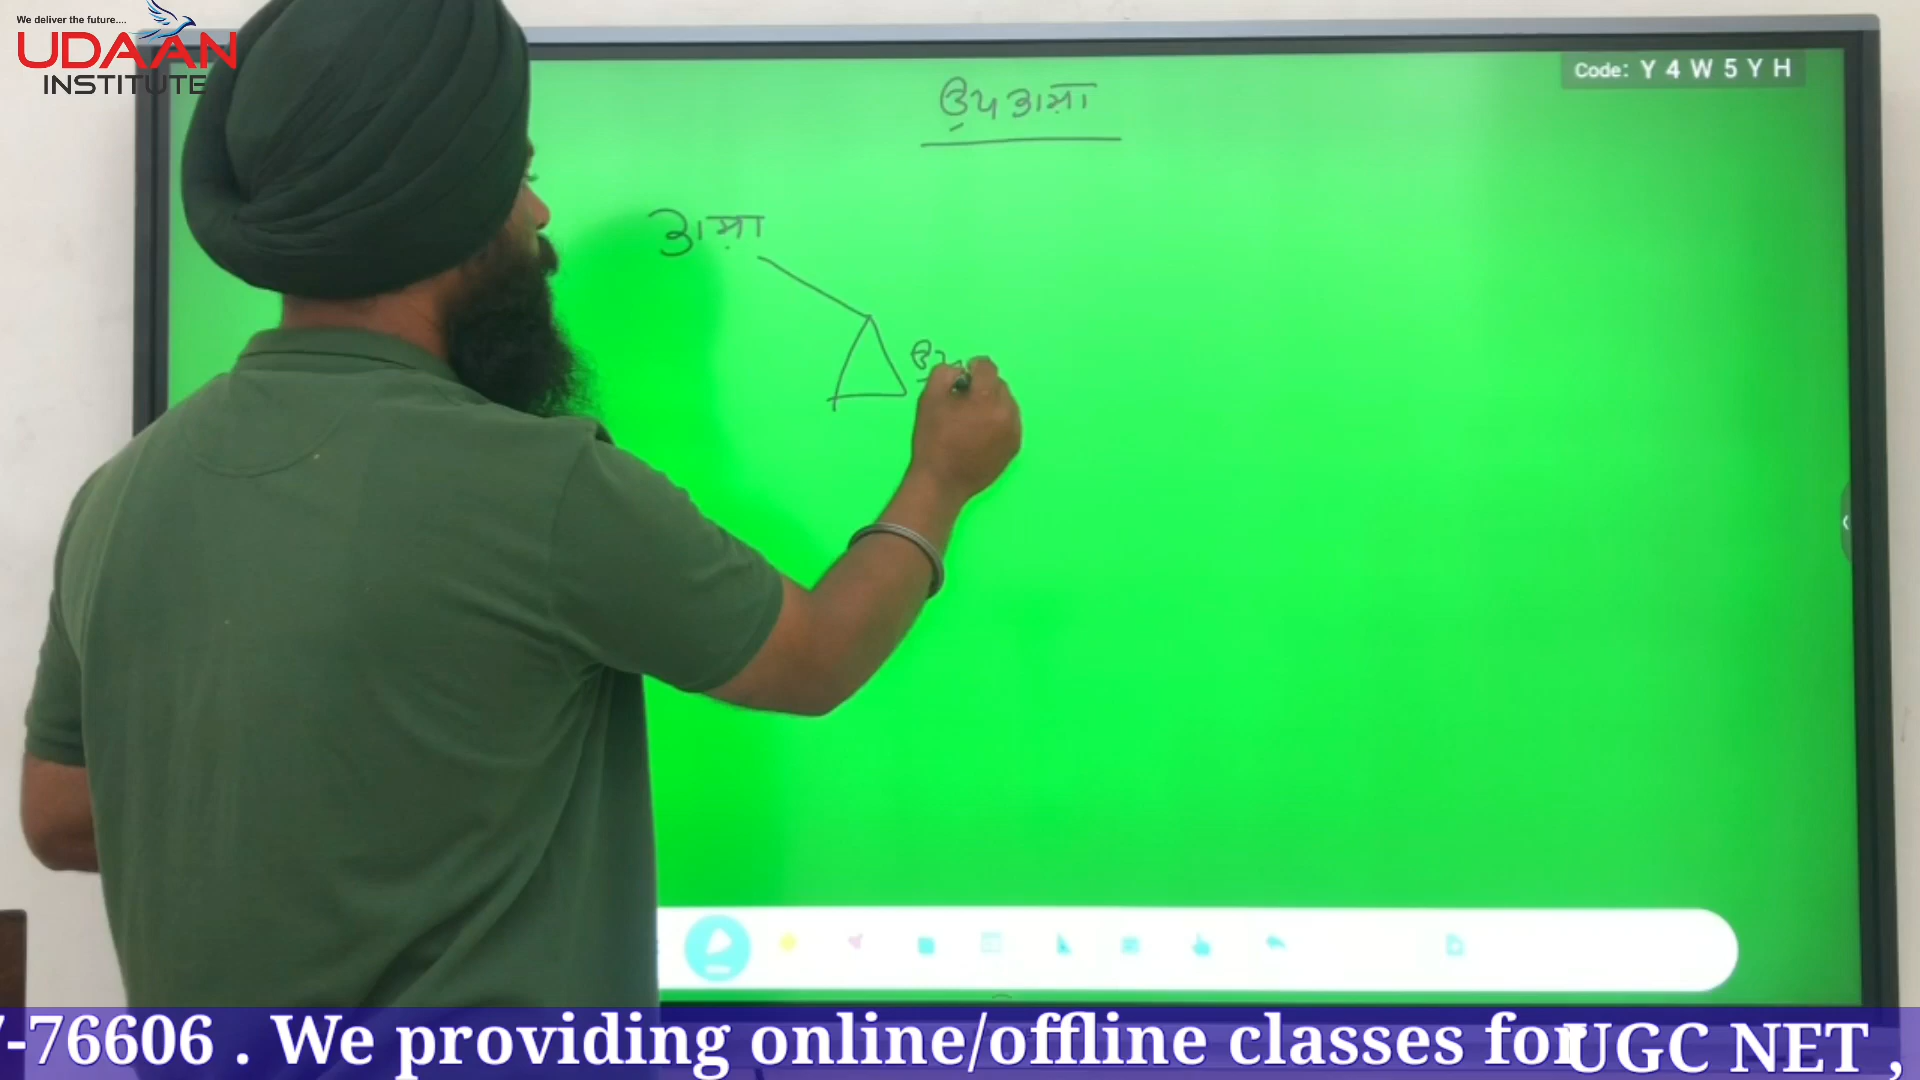 We deliver the future....
UDAAN
INSTITUTE
Code: Y 4 W 5 Y H
ਉਪਭਾਸ਼ਾ
ਭਾਸ਼ਾ
ਉਪ
-76606 . We providing online/offline classes for UGC NET ,